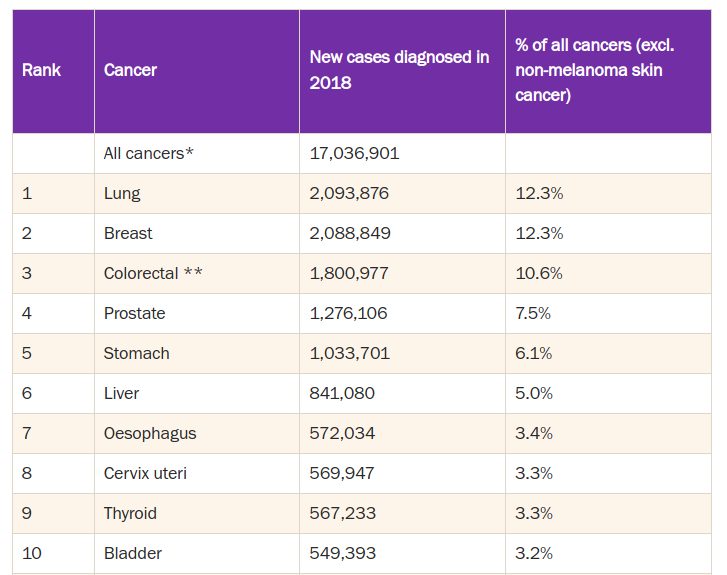 Rank Cancer New cases diagnosed in 2018 % of all cancers (excl. non-melanoma skin cancer)
All cancers* 17,036,901
1 Lung 2,093,876 12.3%
2 Breast 2,088,849 12.3%
3 Colorectal ** 1,800,977 10.6%
4 Prostate 1,276,106 7.5%
5 Stomach 1,033,701 6.1%
6 Liver 841,080 5.0%
7 Oesophagus 572,034 3.4%
8 Cervix uteri 569,947 3.3%
9 Thyroid 567,233 3.3%
10 Bladder 549,393 3.2%